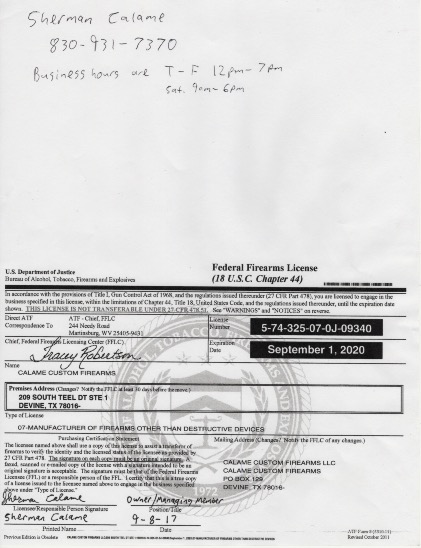 Sherman Calame
830-931-7370
Business hours are T-F 12pm-7pm
Sat. 9am-6pm
U.S. Department of Justice
Bureau of Alcohol, Tobacco, Firearms and Explosives
Federal Firearms License
(18 U.S.C. Chapter 44)
In accordance with the provisions of Title I, Gun Control Act of 1968, and the regulations issued thereunder (27 CFR Part 478), you are licensed to engage in the
business specified in this license, within the limitations of Chapter 44, Title 18, United States Code, and the regulations issued thereunder, until the expiration date
shown. THIS LICENSE IS NOT TRANSFERABLE UNDER 27 CFR 478.51. See "WARNINGS" and "NOTICES" on reverse.
Direct ATF
Correspondence To
ATF - Chief, FFLC
244 Needy Road
Martinsburg, WV 25405-9431
License
Number
5-74-325-07-0J-09340
Chief, Federal Firearms Licensing Center (FFLC)
Tracey Robertson
Expiration
Date
September 1, 2020
Name
CALAME CUSTOM FIREARMS
Premises Address (Changes? Notify the FFLC at least 30 days before the move.)
209 SOUTH TEEL DT STE 1
DEVINE, TX 78016-
Type of License
07-MANUFACTURER OF FIREARMS OTHER THAN DESTRUCTIVE DEVICES
Purchasing Certification Statement
The licensee named above shall use a copy of this license to assist a transferor of
firearms to verify the identity and the licensed status of the licensee as provided by
27 CFR Part 478. The signature on each copy must be an original signature. A
faxed, scanned or e-mailed copy of the license with a signature intended to be an
original signature is acceptable. The signature must be that of the Federal Firearms
Licensee (FFL) or a responsible person of the FFL. I certify that this is a true copy
of a license issued to the licensee named above to engage in the business specified
above under "Type of License."
Mailing Address (Changes? Notify the FFLC of any changes.)
CALAME CUSTOM FIREARMS LLC
CALAME CUSTOM FIREARMS
PO BOX 129
DEVINE, TX 78016-
Sherman Calame
Owner/Managing Member
Licensee/Responsible Person Signature
Position/Title
Sherman Calame
9-8-17
Printed Name
Date
Previous Edition is Obsolete
ATF Form 8 (5310.11)
Revised October 2011